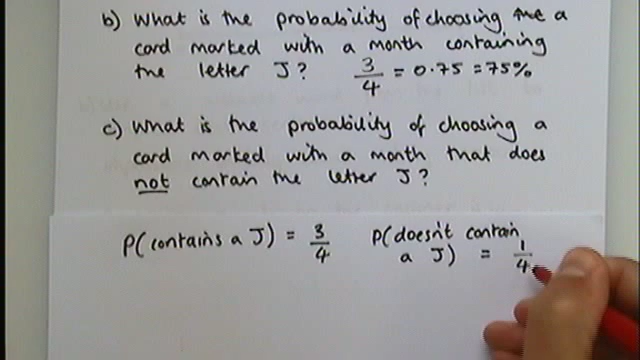 b) What is the probability of choosing a
card marked with a month containing
the letter J? 3/4 = 0.75 = 75%
c) What is the probability of choosing a
card marked with a month that does
not contain the letter J?
P(contains a J) = 3/4
P(doesn't contain
a J) = 1/4